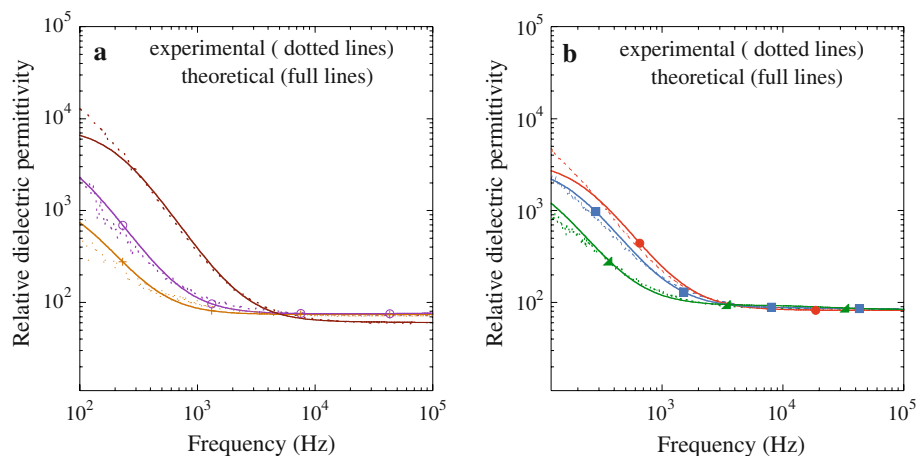 a
experimental ( dotted lines)
theoretical (full lines)
Relative dielectric permittivity
10^5
10^4
10^3
10^2
10^2 10^3 10^4 10^5
Frequency (Hz)
b
experimental ( dotted lines)
theoretical (full lines)
Relative dielectric permittivity
10^5
10^4
10^3
10^2
10^3 10^4 10^5
Frequency (Hz)